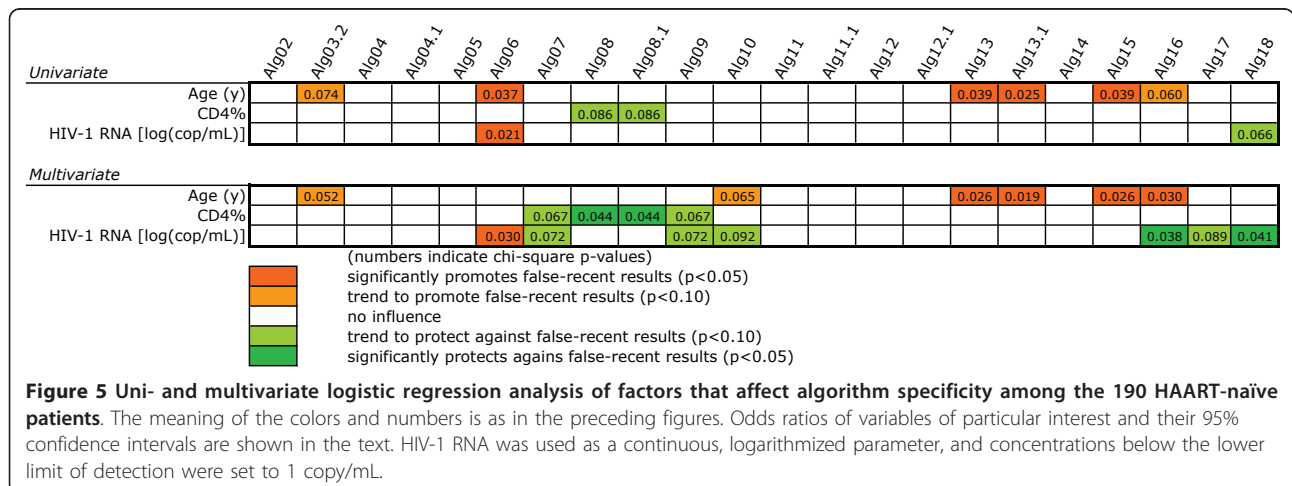 Alg02 Alg03.2 Alg04 Alg04.1 Alg05 Alg06 Alg07 Alg08 Alg08.1 Alg09 Alg10 Alg11 Alg11.1 Alg12 Alg12.1 Alg13 Alg13.1 Alg14 Alg15 Alg16 Alg17 Alg18
Univariate
Age (y) 0.074 0.037 0.039 0.025 0.039 0.060
CD4% 0.086 0.086
HIV-1 RNA [log(cop/mL)] 0.021 0.066
Multivariate
Age (y) 0.052 0.065 0.026 0.019 0.026 0.030
CD4% 0.067 0.044 0.044 0.067
HIV-1 RNA [log(cop/mL)] 0.030 0.072 0.072 0.092 0.038 0.089 0.041
(numbers indicate chi-square p-values)
significantly promotes false-recent results (p<0.05)
trend to promote false-recent results (p<0.10)
no influence
trend to protect against false-recent results (p<0.10)
significantly protects agains false-recent results (p<0.05)
Figure 5 Uni- and multivariate logistic regression analysis of factors that affect algorithm specificity among the 190 HAART-naïve
patients. The meaning of the colors and numbers is as in the preceding figures. Odds ratios of variables of particular interest and their 95%
confidence intervals are shown in the text. HIV-1 RNA was used as a continuous, logarithmized parameter, and concentrations below the lower
limit of detection were set to 1 copy/mL.